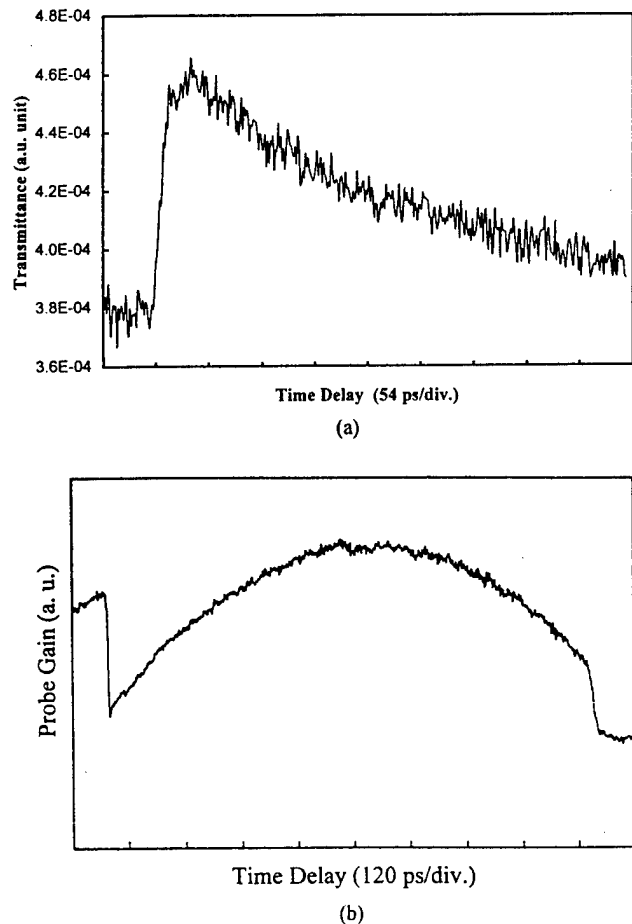 4.8E-04
4.6E-04
4.4E-04
4.2E-04
4.0E-04
3.8E-04
3.6E-04
Transmittance (a.u. unit)
Time Delay (54 ps/div.)
(a)
Probe Gain (a. u.)
Time Delay (120 ps/div.)
(b)